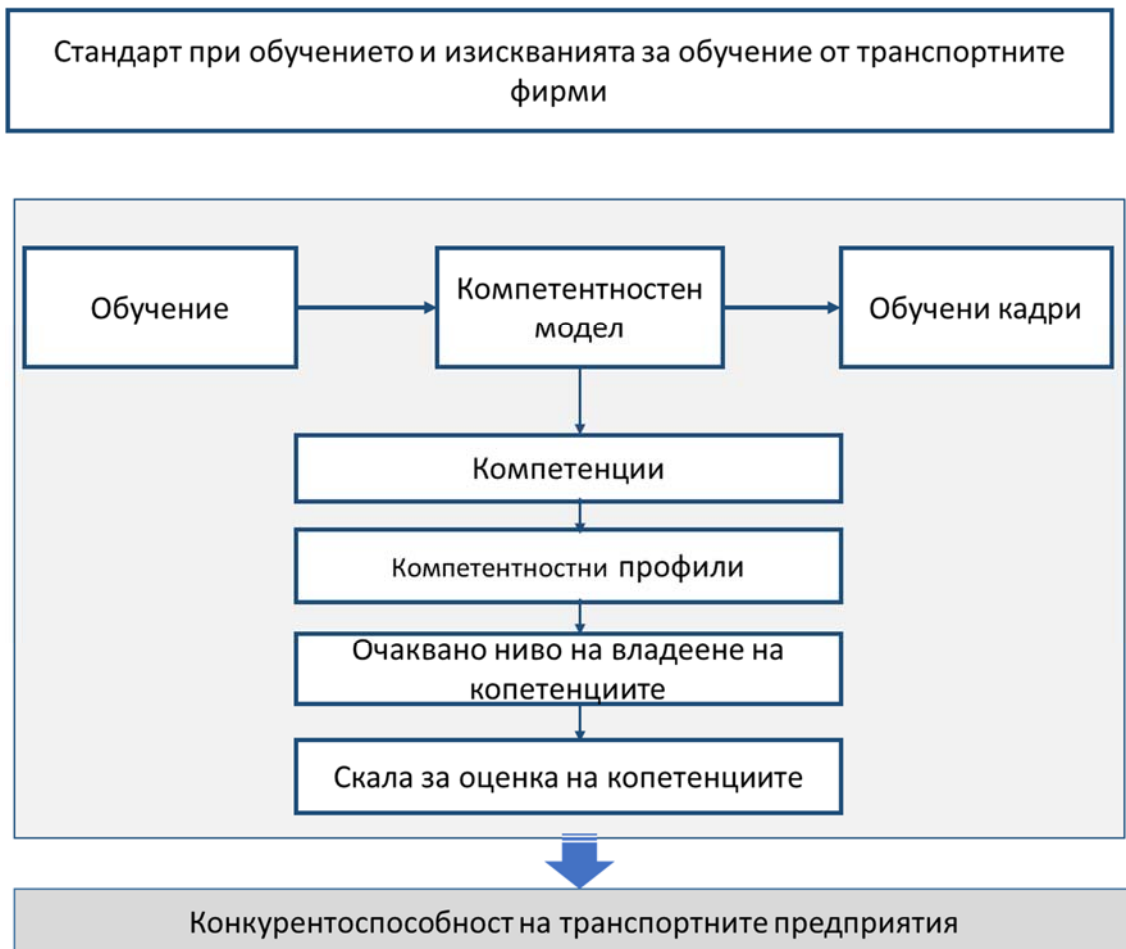 Стандарт при обучението и изискванията за обучение от транспортните
фирми
Обучение
Компетентностен
модел
Обучени кадри
Компетенции
Компетентностни профили
Очаквано ниво на владеене на
копетенциите
Скала за оценка на копетенциите
Конкурентоспособност на транспортните предприятия